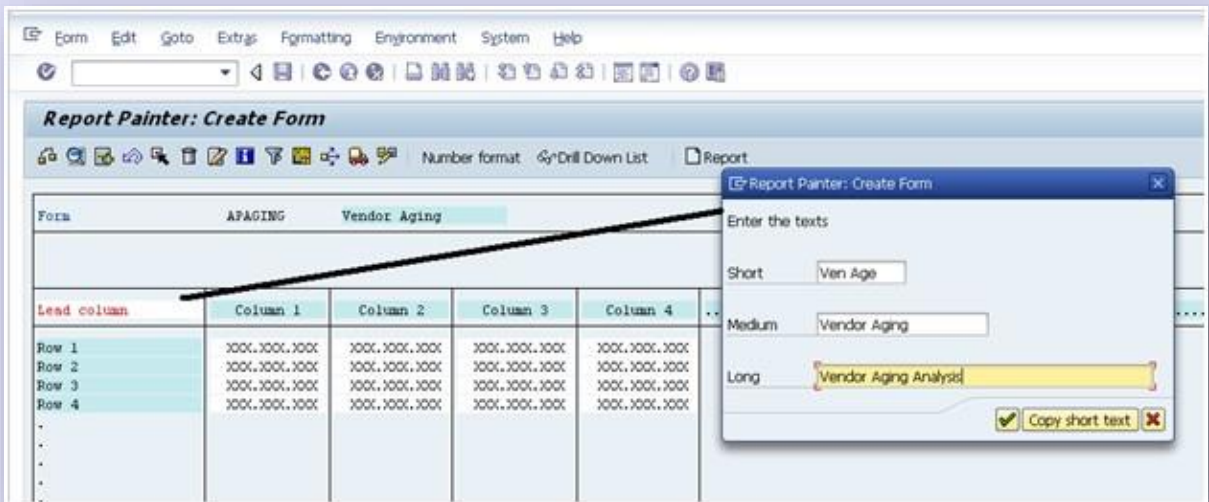 Form Edit Goto Extras Formatting Environment System Help
Report Painter: Create Form
Number format Drill Down List Report
Form APAGING Vendor Aging
Lead column Column 1 Column 2 Column 3 Column 4 ..
Row 1 XXX.XXX.XXX XXX.XXX.XXX XXX.XXX.XXX XXX.XXX.XXX
Row 2 XXX.XXX.XXX XXX.XXX.XXX XXX.XXX.XXX XXX.XXX.XXX
Row 3 XXX.XXX.XXX XXX.XXX.XXX XXX.XXX.XXX XXX.XXX.XXX
Row 4 XXX.XXX.XXX XXX.XXX.XXX XXX.XXX.XXX XXX.XXX.XXX
Report Painter: Create Form
Enter the texts
Short Ven Age
Medium Vendor Aging
Long Vendor Aging Analysis
Copy short text